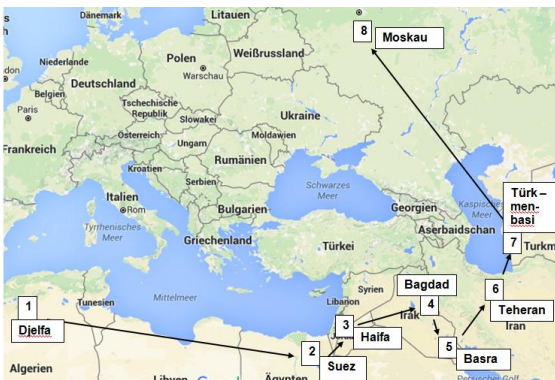 Dänemark
Litauen
8
Moskau
Niederlande
Polen
Weißrussland
Warschau
Belgien
Deutschland
Paris
Tschechische
Republik
Ukraine
Slowakei
Österreich
Moldawien
Frankreich
Ungarn
Rumänien
Kroatien
Serbien
Schwarzes
Meer
Italien
Rom
Bulgarien
Georgien
Kaspisches
Meer
Türk –
men-
basi
Tyrrhenisches
Meer
Aserbaidschan
Griechenland
Türkei
7
Turkm
1
Djelfa
Tunesien
Mittelmeer
Syrien
Libanon
Bagdad
4
Irak
6
Teheran
Iran
3
Haifa
2
Suez
5
Basra
Algerien
Libyen
Ägypten
Persischer Golf